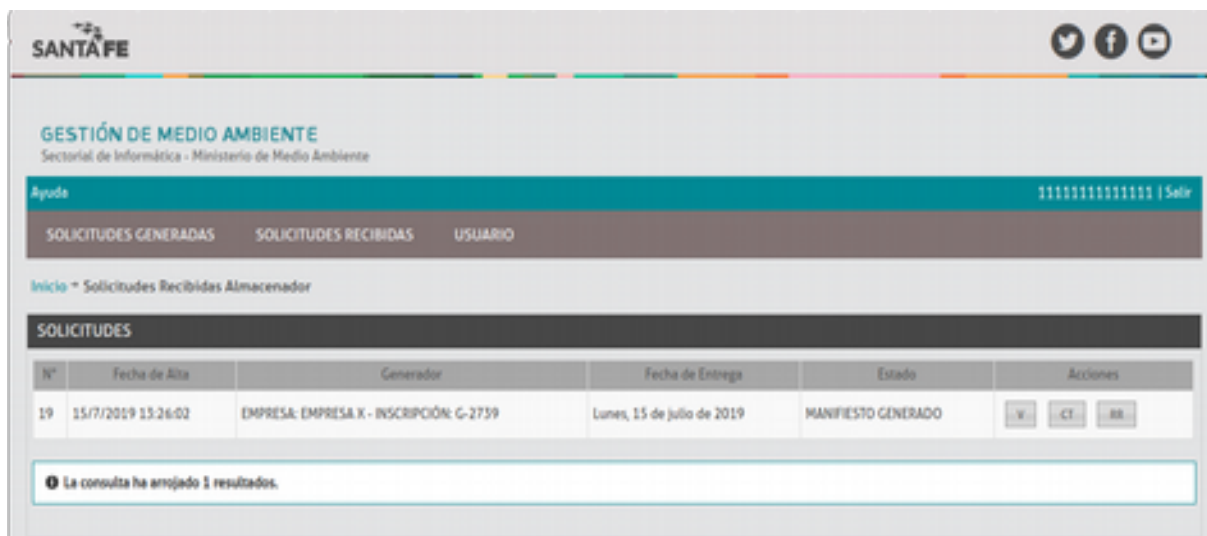 SANTA FE
GESTIÓN DE MEDIO AMBIENTE
Sectorial de Informática - Ministerio de Medio Ambiente
Ayuda 11111111111111 | Salir
SOLICITUDES GENERADAS SOLICITUDES RECIBIDAS USUARIO
Inicio - Solicitudes Recibidas Almacenador
SOLICITUDES
N° Fecha de Alta Generador Fecha de Entrega Estado Acciones
19 15/7/2019 13:26:02 EMPRESA: EMPRESA X - INSCRIPCIÓN: G-2739 Lunes, 15 de julio de 2019 MANIFIESTO GENERADO V CT RR
La consulta ha arrojado 1 resultados.